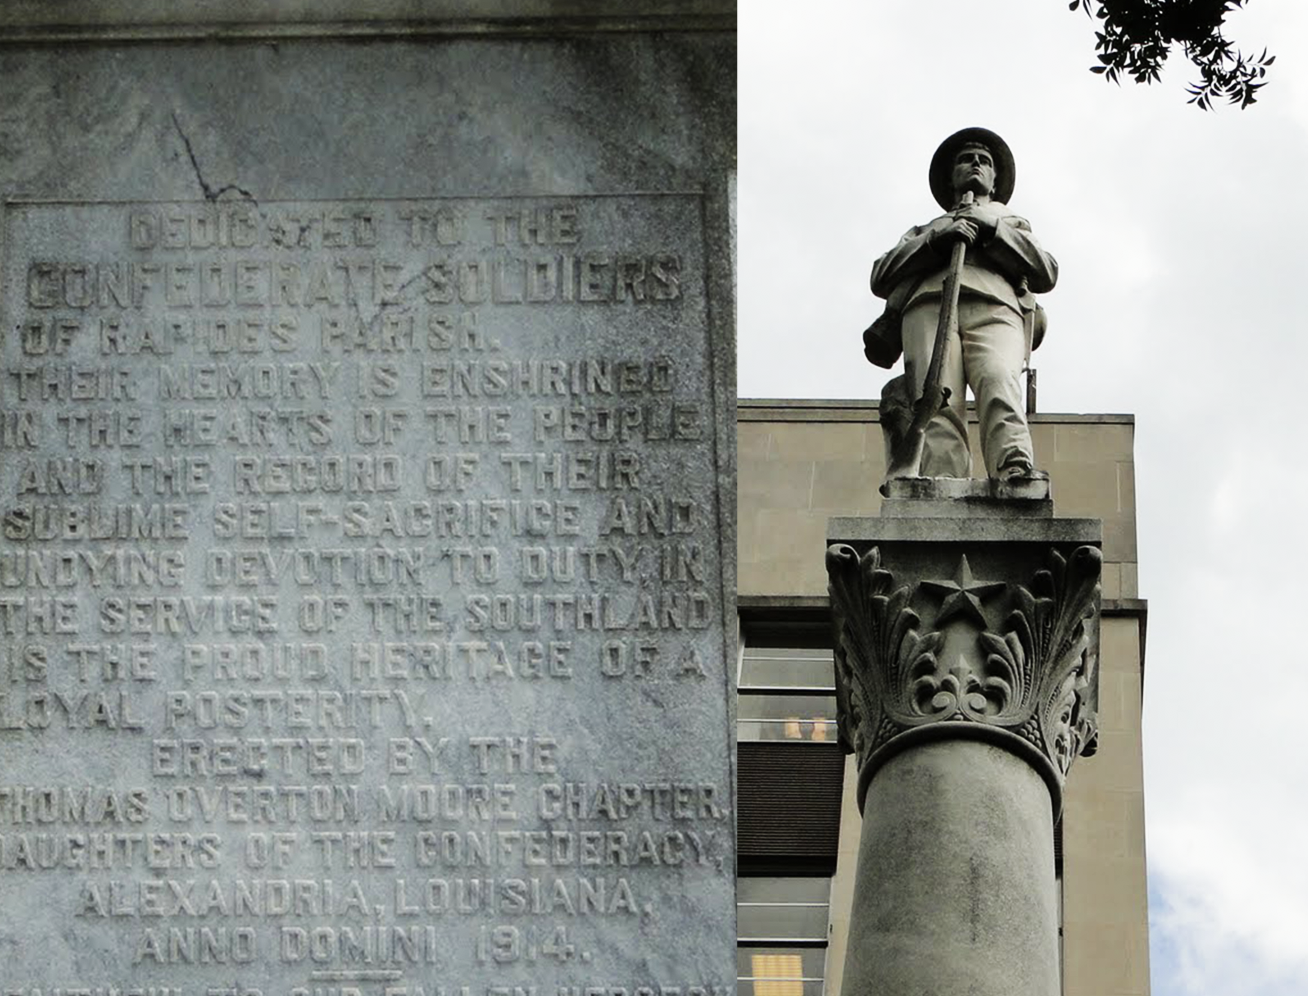 DEDICATED TO THE
CONFEDERATE SOLDIERS
OF RAPIDES PARISH.
THEIR MEMORY IS ENSHRINED
IN THE HEARTS OF THE PEOPLE
AND THE RECORD OF THEIR
SUBLIME SELF-SACRIFICE AND
UNDYING DEVOTION TO DUTY, IN
THE SERVICE OF THE SOUTHLAND
IS THE PROUD HERITAGE OF A
LOYAL POSTERITY.
ERECTED BY THE
THOMAS OVERTON MOORE CHAPTER,
DAUGHTERS OF THE CONFEDERACY,
ALEXANDRIA, LOUISIANA,
ANNO DOMINI 1914.